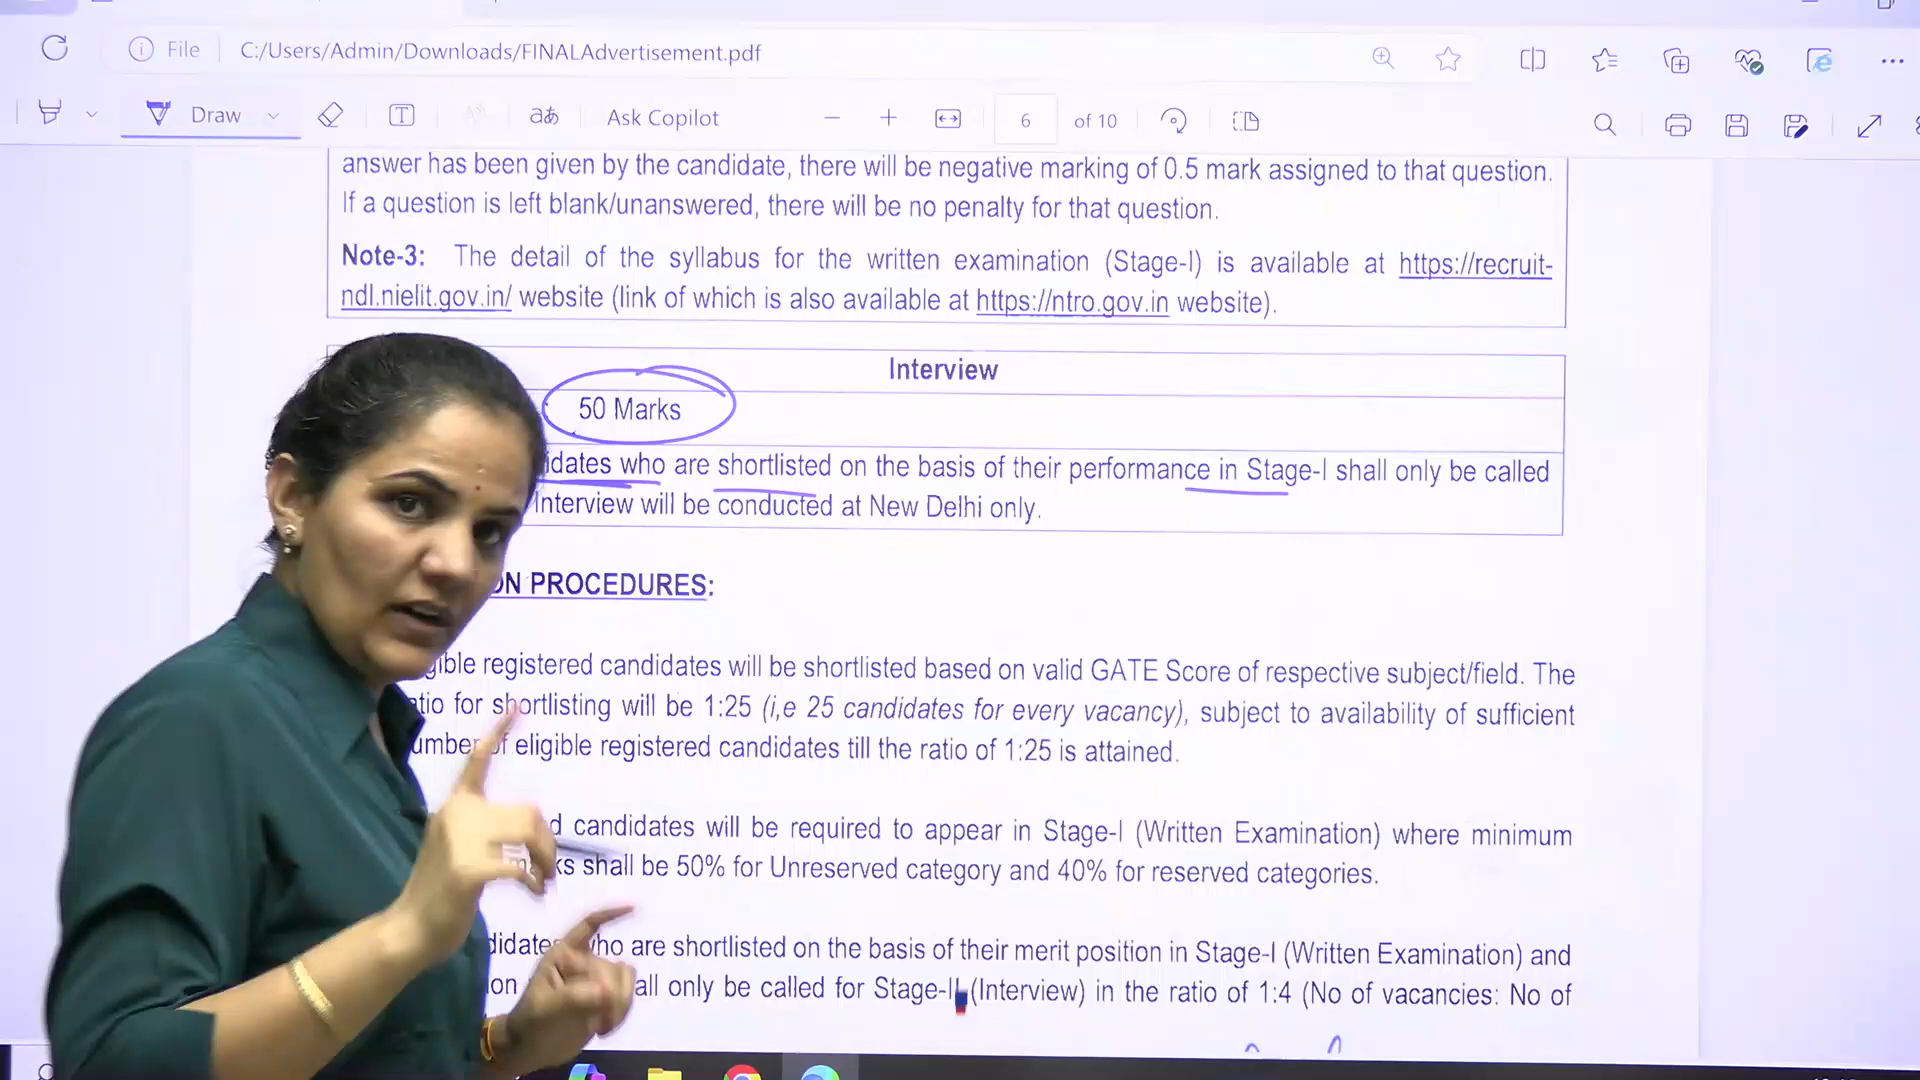 File C:/Users/Admin/Downloads/FINALAdvertisement.pdf
Draw aあ Ask Copilot 6 of 10
answer has been given by the candidate, there will be negative marking of 0.5 mark assigned to that question.
If a question is left blank/unanswered, there will be no penalty for that question.
Note-3: The detail of the syllabus for the written examination (Stage-I) is available at https://recruit-
ndl.nielit.gov.in/ website (link of which is also available at https://ntro.gov.in website).
Interview
50 Marks
idates who are shortlisted on the basis of their performance in Stage-I shall only be called
Interview will be conducted at New Delhi only.
ON PROCEDURES:
gible registered candidates will be shortlisted based on valid GATE Score of respective subject/field. The
atio for shortlisting will be 1:25 (i,e 25 candidates for every vacancy), subject to availability of sufficient
umber of eligible registered candidates till the ratio of 1:25 is attained.
d candidates will be required to appear in Stage-I (Written Examination) where minimum
ks shall be 50% for Unreserved category and 40% for reserved categories.
didates who are shortlisted on the basis of their merit position in Stage-I (Written Examination) and
on all only be called for Stage-II (Interview) in the ratio of 1:4 (No of vacancies: No of